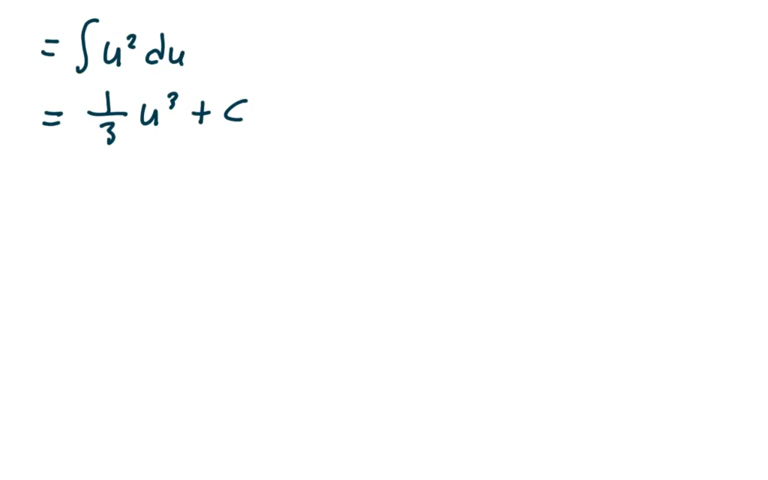 = ∫ u² du
= 1/3 u³ + C